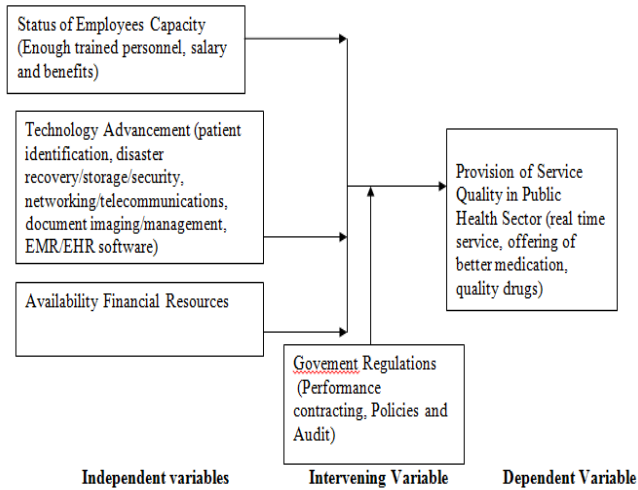 Status of Employees Capacity
(Enough trained personnel, salary
and benefits)
Technology Advancement (patient
identification, disaster
recovery/storage/security,
networking/telecommunications,
document imaging/management,
EMR/EHR software)
Availability Financial Resources
Provision of Service
Quality in Public
Health Sector (real time
service, offering of
better medication,
quality drugs)
Goverment Regulations
(Performance
contracting, Policies and
Audit)
Independent variables
Intervening Variable
Dependent Variable